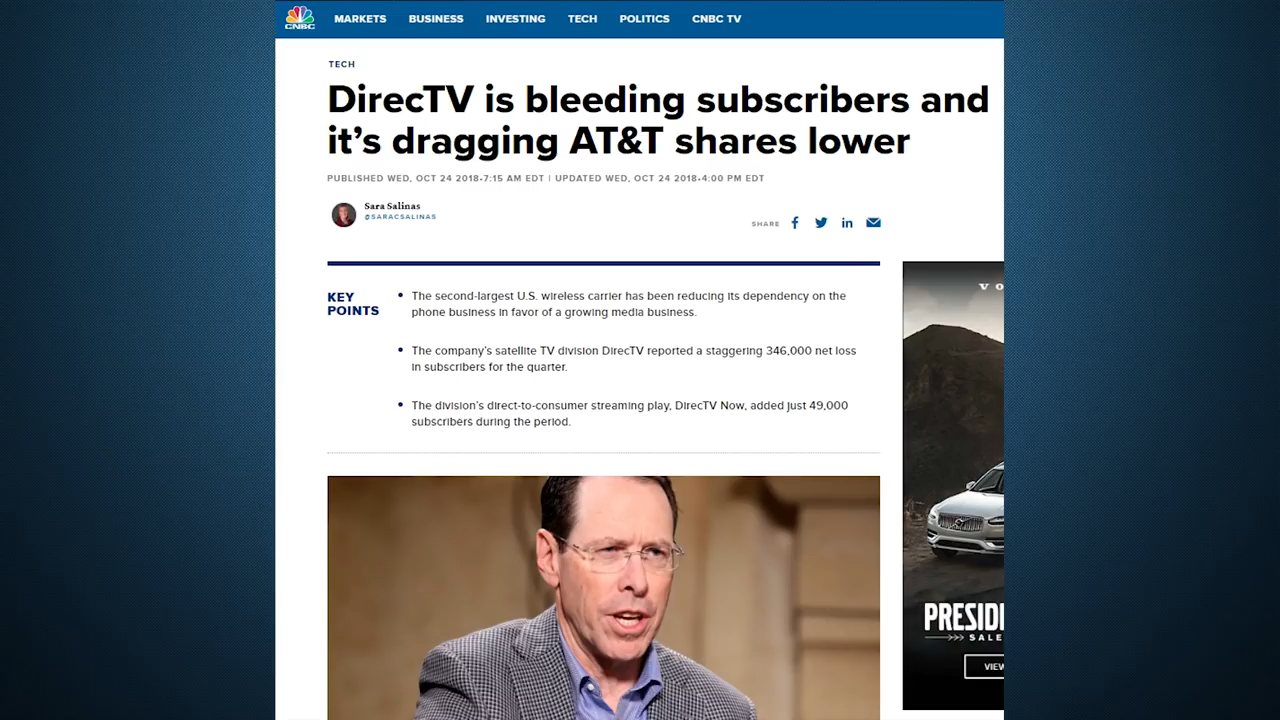 CNBC
MARKETS BUSINESS INVESTING TECH POLITICS CNBC TV
TECH
DirecTV is bleeding subscribers and
it's dragging AT&T shares lower
PUBLISHED WED, OCT 24 2018•7:15 AM EDT | UPDATED WED, OCT 24 2018•4:00 PM EDT
Sara Salinas
@SARACSALINAS
SHARE
KEY
POINTS
• The second-largest U.S. wireless carrier has been reducing its dependency on the
phone business in favor of a growing media business.
• The company's satellite TV division DirecTV reported a staggering 346,000 net loss
in subscribers for the quarter.
• The division's direct-to-consumer streaming play, DirecTV Now, added just 49,000
subscribers during the period.
V O
PRESID
SALE
VIEW